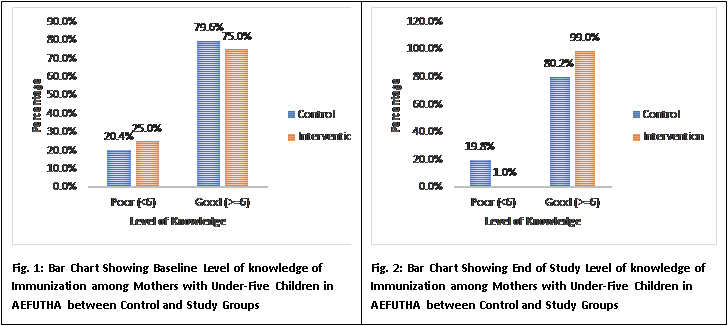 90.0%
80.0%
70.0%
60.0%
50.0%
40.0%
30.0%
20.0%
10.0%
0.0%
Percentage
20.4%
25.0%
79.6%
75.0%
Poor (<6)
Good (>=6)
Level of Knowledge
Control
Interventic
Fig. 1: Bar Chart Showing Baseline Level of knowledge of
Immunization among Mothers with Under-Five Children in
AEFUTHA between Control and Study Groups
120.0%
100.0%
80.0%
60.0%
40.0%
20.0%
0.0%
Percentage
19.8%
1.0%
80.2%
99.0%
Poor (<6)
Good (>=6)
Level of Knowledge
Control
Intervention
Fig. 2: Bar Chart Showing End of Study Level of knowledge of
Immunization among Mothers with Under-Five Children in
AEFUTHA between Control and Study Groups